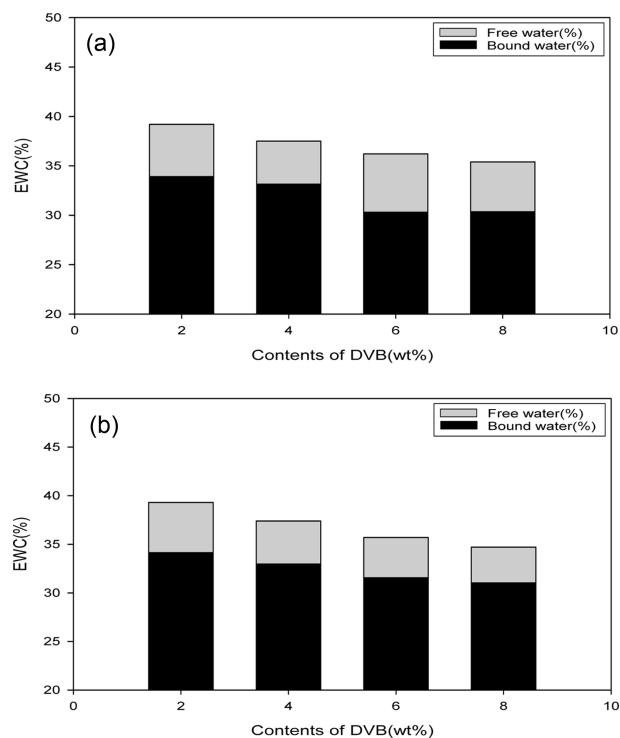 (a)
Free water(%)
Bound water(%)
50
45
40
35
30
25
20
EWC(%)
0 2 4 6 8 10
Contents of DVB(wt%)
(b)
Free water(%)
Bound water(%)
50
45
40
35
30
25
20
EWC(%)
0 2 4 6 8 10
Contents of DVB(wt%)